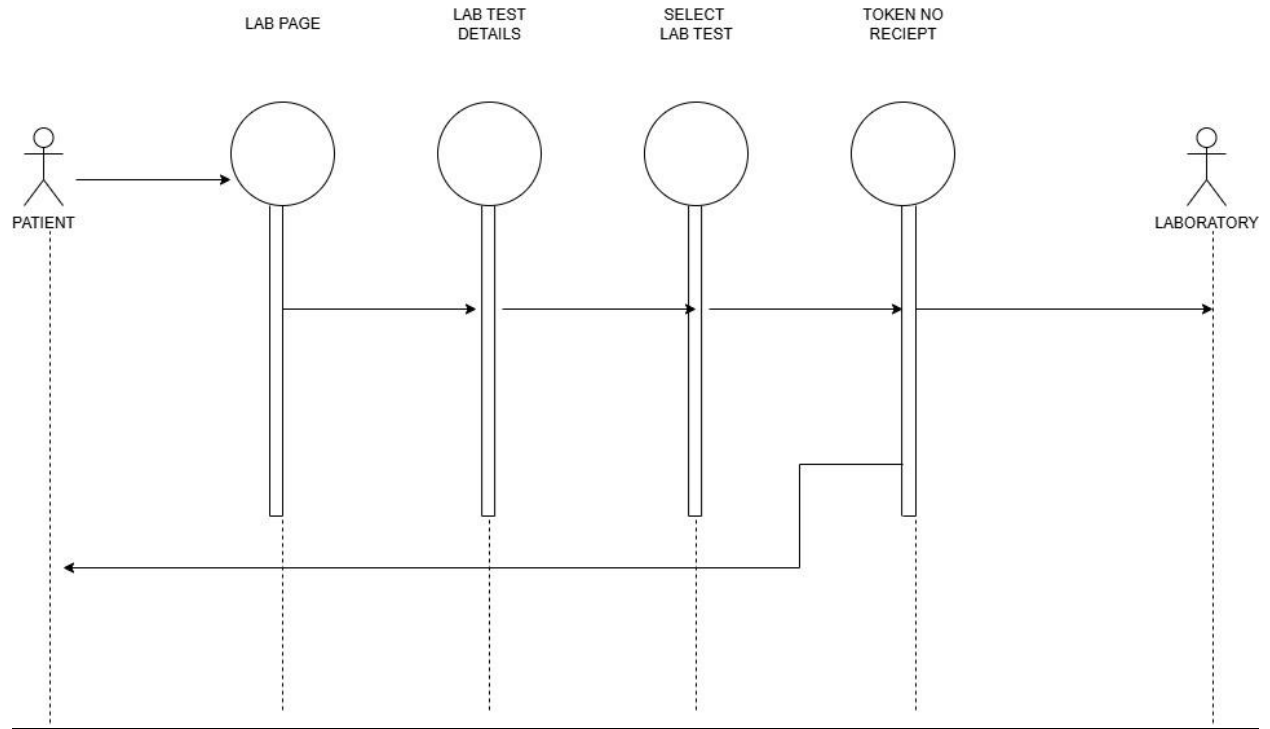 LAB PAGE
LAB TEST
DETAILS
SELECT
LAB TEST
TOKEN NO
RECIEPT
PATIENT
LABORATORY